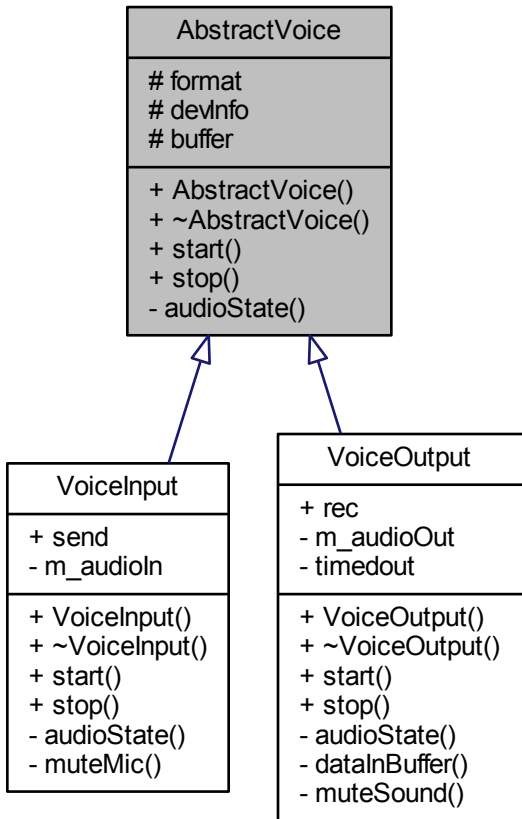 AbstractVoice
# format
# devInfo
# buffer
+ AbstractVoice()
+ ~AbstractVoice()
+ start()
+ stop()
- audioState()
VoiceInput
+ send
- m_audioIn
+ VoiceInput()
+ ~VoiceInput()
+ start()
+ stop()
- audioState()
- muteMic()
VoiceOutput
+ rec
- m_audioOut
- timedout
+ VoiceOutput()
+ ~VoiceOutput()
+ start()
+ stop()
- audioState()
- dataInBuffer()
- muteSound()